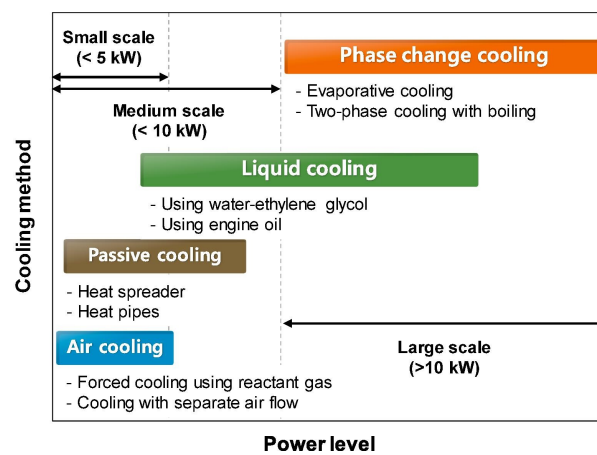 Small scale
(< 5 kW)
Phase change cooling
- Evaporative cooling
- Two-phase cooling with boiling
Medium scale
(< 10 kW)
Liquid cooling
- Using water-ethylene glycol
- Using engine oil
Passive cooling
- Heat spreader
- Heat pipes
Air cooling
- Forced cooling using reactant gas
- Cooling with separate air flow
Large scale
(>10 kW)
Cooling method
Power level